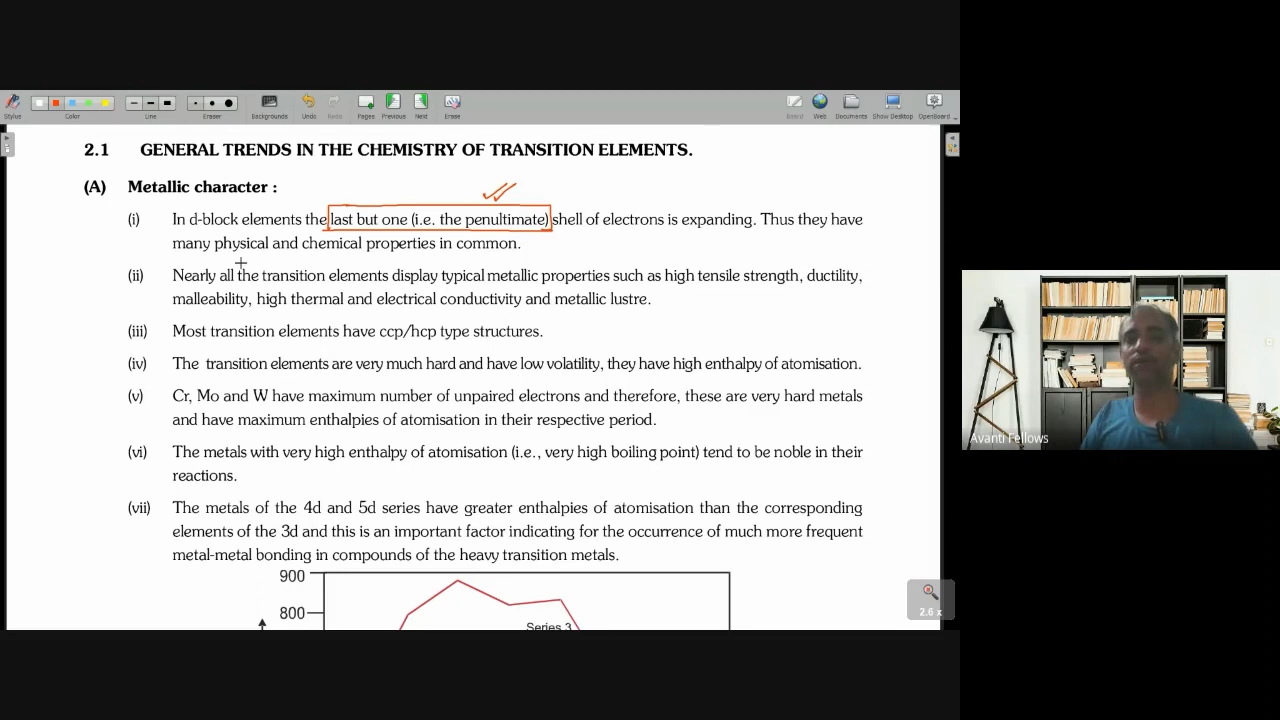 Stylus Color Line Eraser Backgrounds Undo Redo Pages Previous Next Erase Board Web Documents Show Desktop OpenBoard
2.1 GENERAL TRENDS IN THE CHEMISTRY OF TRANSITION ELEMENTS.
(A) Metallic character :
(i) In d-block elements the last but one (i.e. the penultimate) shell of electrons is expanding. Thus they have
many physical and chemical properties in common.
(ii) Nearly all the transition elements display typical metallic properties such as high tensile strength, ductility,
malleability, high thermal and electrical conductivity and metallic lustre.
(iii) Most transition elements have ccp/hcp type structures.
(iv) The transition elements are very much hard and have low volatility, they have high enthalpy of atomisation.
(v) Cr, Mo and W have maximum number of unpaired electrons and therefore, these are very hard metals
and have maximum enthalpies of atomisation in their respective period.
(vi) The metals with very high enthalpy of atomisation (i.e., very high boiling point) tend to be noble in their
reactions.
(vii) The metals of the 4d and 5d series have greater enthalpies of atomisation than the corresponding
elements of the 3d and this is an important factor indicating for the occurrence of much more frequent
metal-metal bonding in compounds of the heavy transition metals.
900
800
Series 3
2.6 x
Avanti Fellows